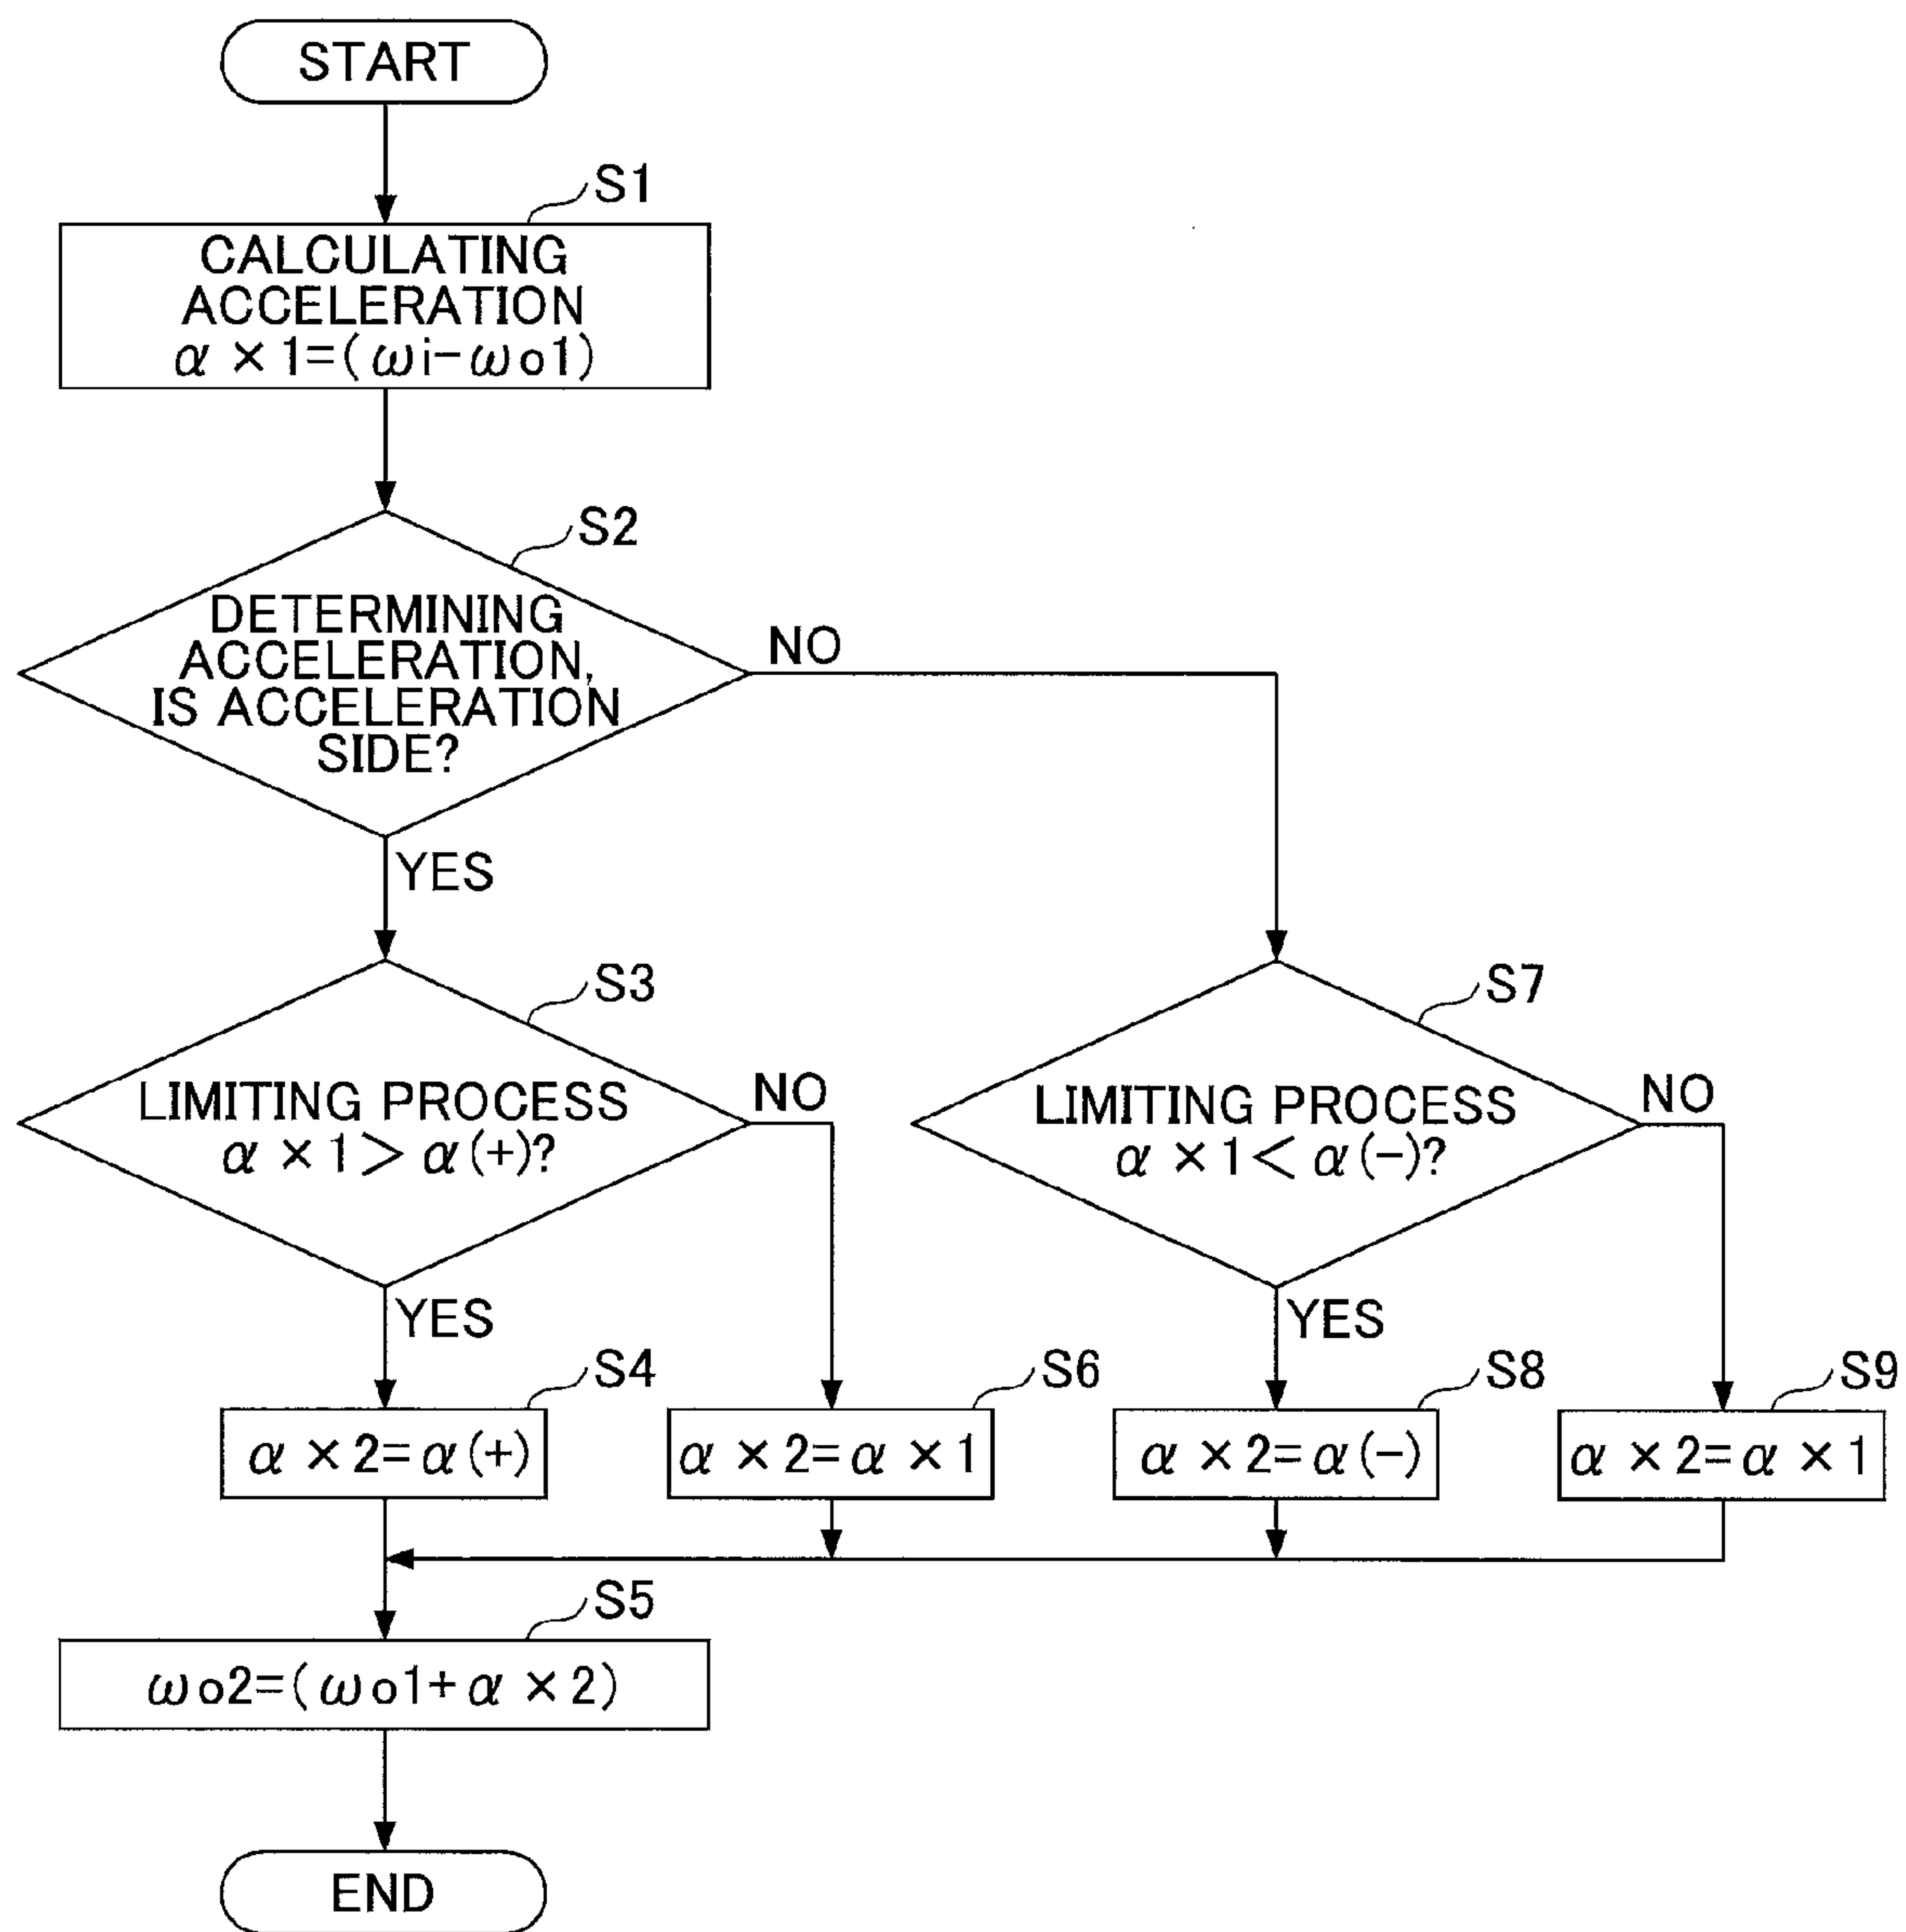 START
S1
CALCULATING
ACCELERATION
α×1=(ωi-ωo1)
S2
DETERMINING
ACCELERATION,
IS ACCELERATION
SIDE?
NO
YES
S3
LIMITING PROCESS
α×1>α(+)?
NO
YES
S7
LIMITING PROCESS
α×1<α(-)?
NO
YES
S4
α×2=α(+)
S6
α×2=α×1
S8
α×2=α(-)
S9
α×2=α×1
S5
ωo2=(ωo1+α×2)
END